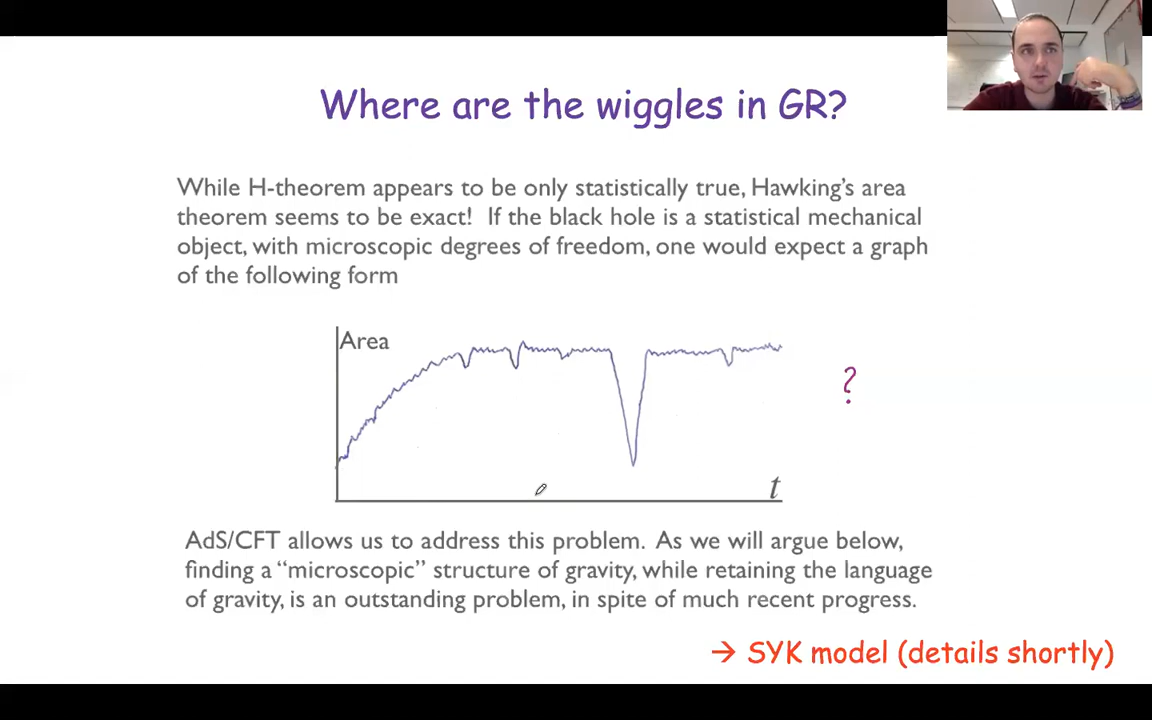 Where are the wiggles in GR?
While H-theorem appears to be only statistically true, Hawking's area
theorem seems to be exact! If the black hole is a statistical mechanical
object, with microscopic degrees of freedom, one would expect a graph
of the following form
Area
?
t
AdS/CFT allows us to address this problem. As we will argue below,
finding a “microscopic” structure of gravity, while retaining the language
of gravity, is an outstanding problem, in spite of much recent progress.
→ SYK model (details shortly)